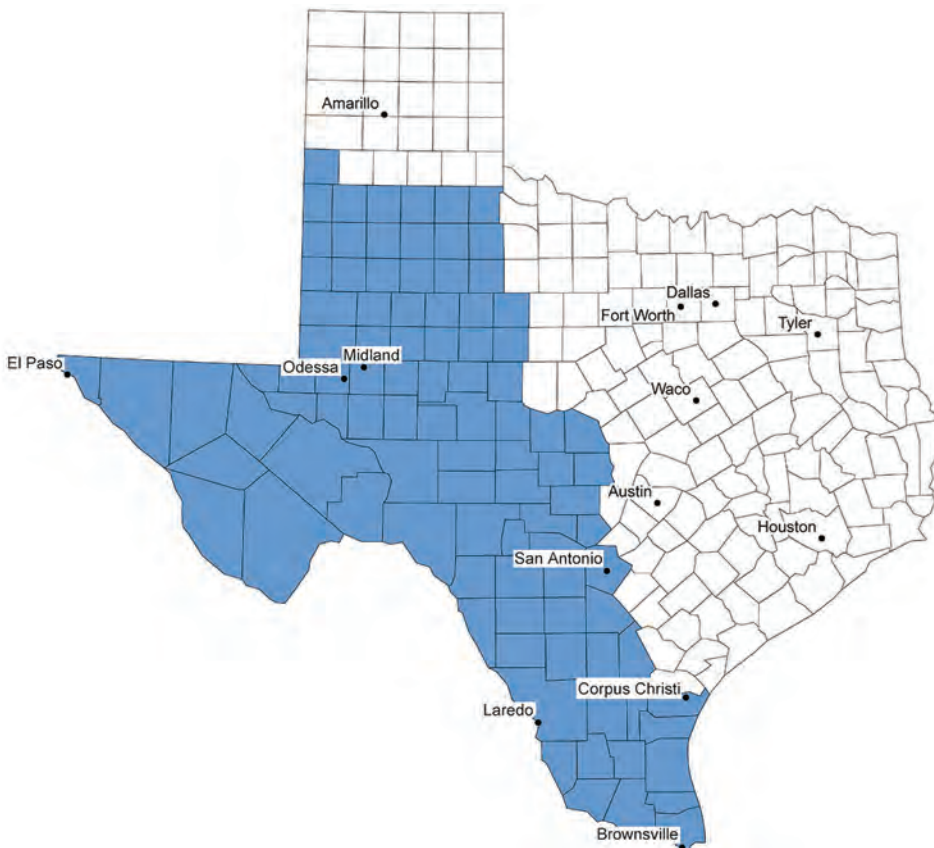 Amarillo
Dallas
Fort Worth
Tyler
El Paso
Midland
Odessa
Waco
Austin
Houston
San Antonio
Corpus Christi
Laredo
Brownsville